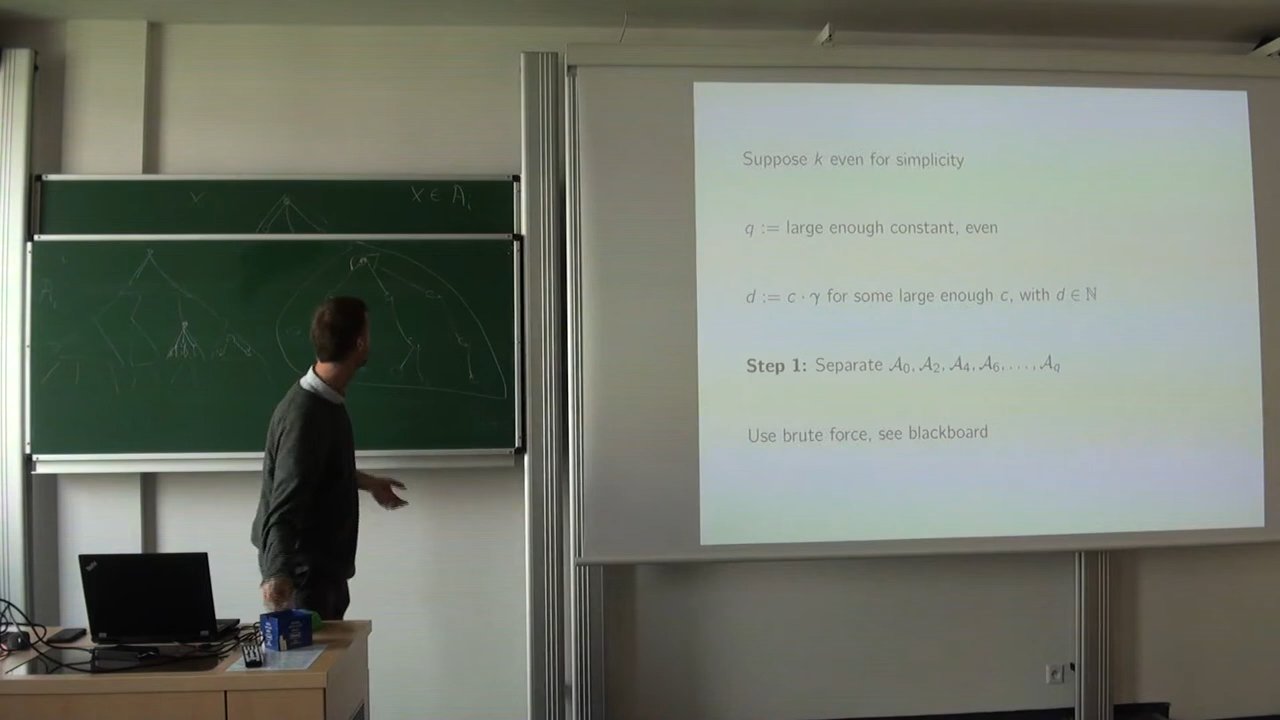 x ∈ A₁
Suppose k even for simplicity
q := large enough constant, even
d := c · γ for some large enough c, with d ∈ ℕ
Step 1: Separate 𝒜₀, 𝒜₂, 𝒜₄, 𝒜₆, . . . , 𝒜_q
Use brute force, see blackboard